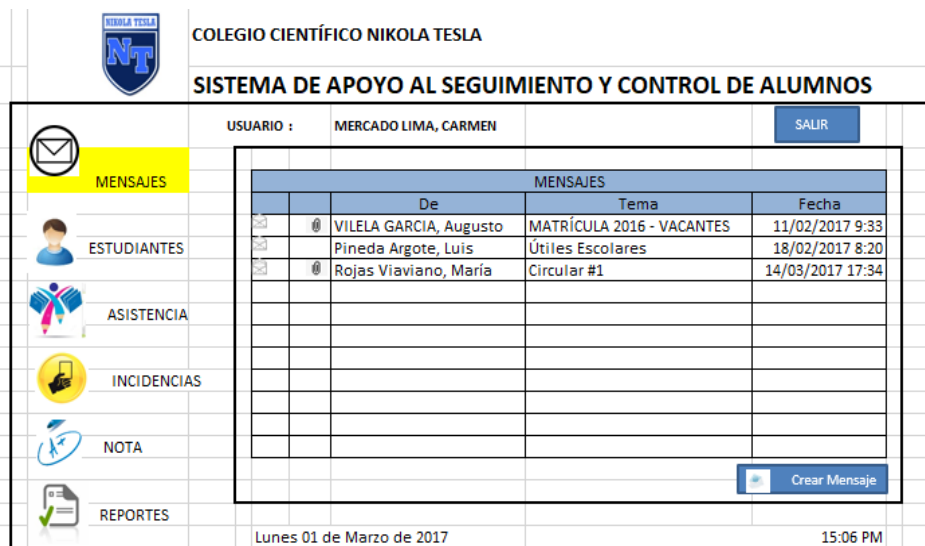 NIKOLA TESLA
NT
COLEGIO CIENTÍFICO NIKOLA TESLA
SISTEMA DE APOYO AL SEGUIMIENTO Y CONTROL DE ALUMNOS
USUARIO : MERCADO LIMA, CARMEN SALIR
MENSAJES
ESTUDIANTES
ASISTENCIA
INCIDENCIAS
A+
NOTA
REPORTES
MENSAJES
De Tema Fecha
VILELA GARCIA, Augusto MATRÍCULA 2016 - VACANTES 11/02/2017 9:33
Pineda Argote, Luis Útiles Escolares 18/02/2017 8:20
Rojas Viaviano, María Circular #1 14/03/2017 17:34
Crear Mensaje
Lunes 01 de Marzo de 2017 15:06 PM